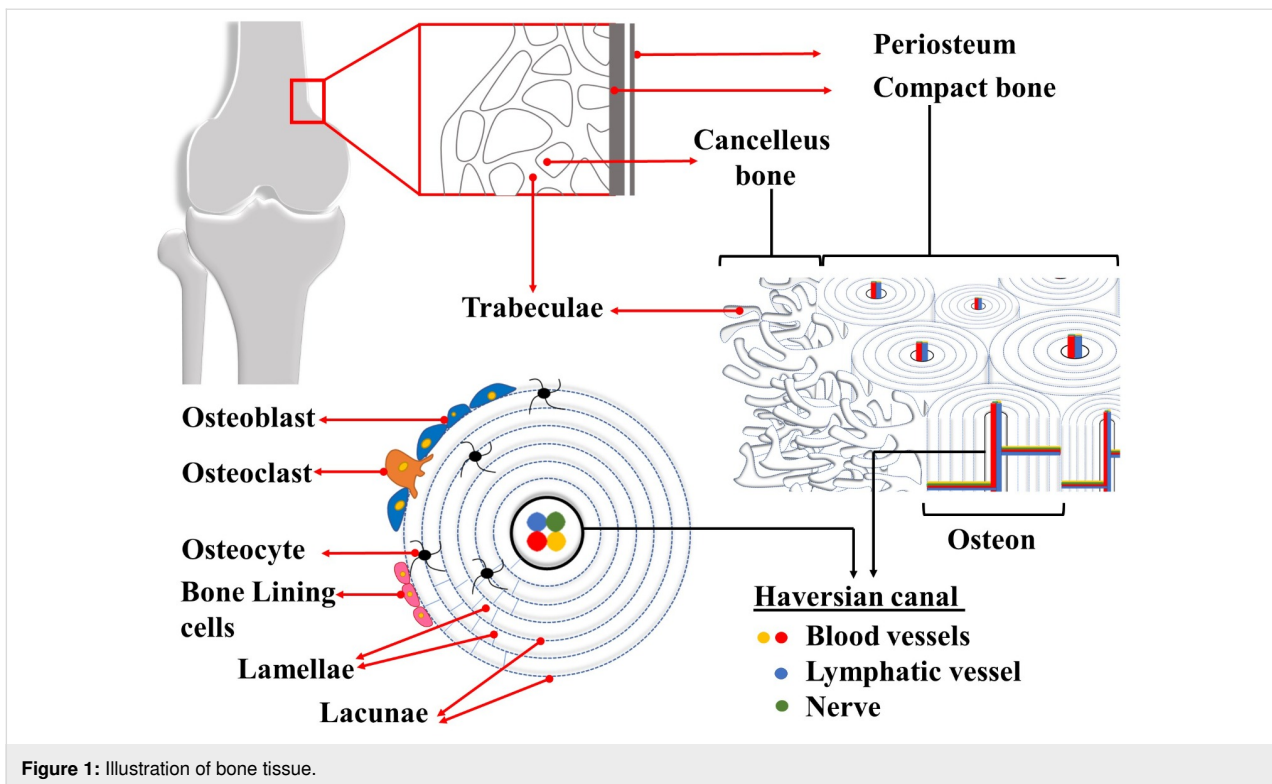 Periosteum
Compact bone
Cancelleus
bone
Trabeculae
Osteoblast
Osteoclast
Osteocyte
Bone Lining
cells
Lamellae
Lacunae
Osteon
Haversian canal
Blood vessels
Lymphatic vessel
Nerve
Figure 1: Illustration of bone tissue.